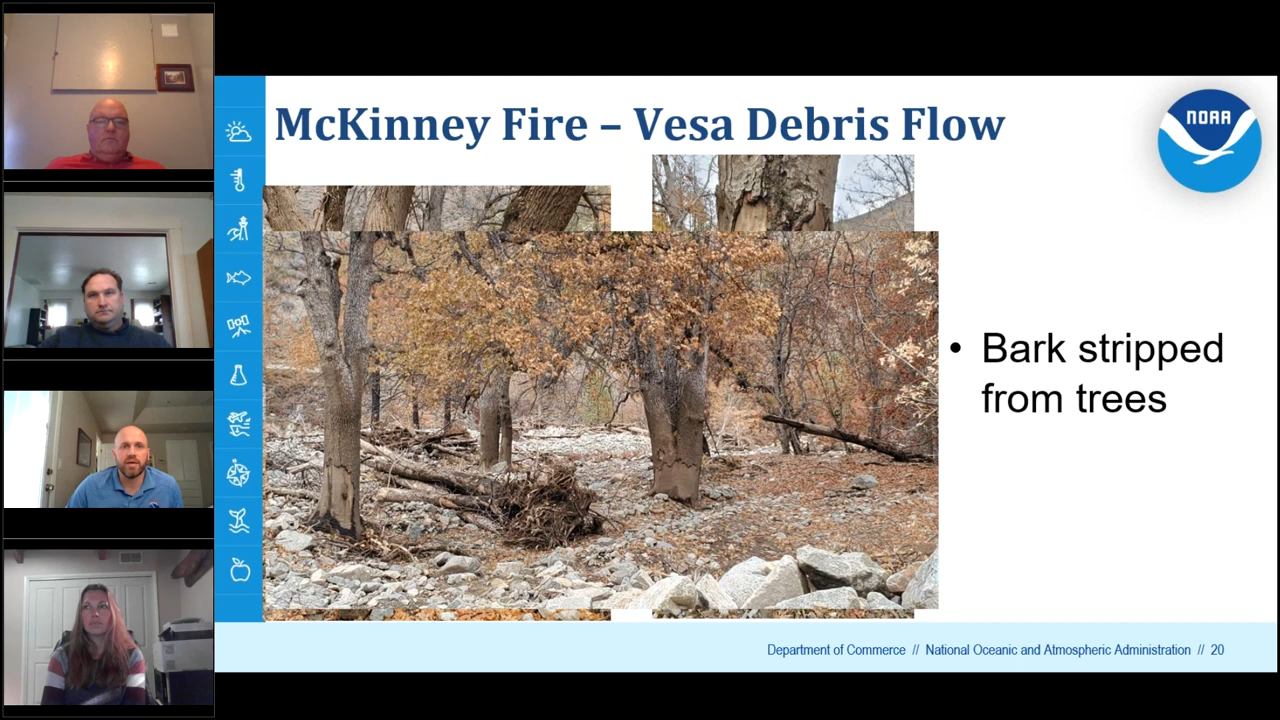 McKinney Fire – Vesa Debris Flow
NOAA
• Bark stripped
from trees
Department of Commerce // National Oceanic and Atmospheric Administration // 20